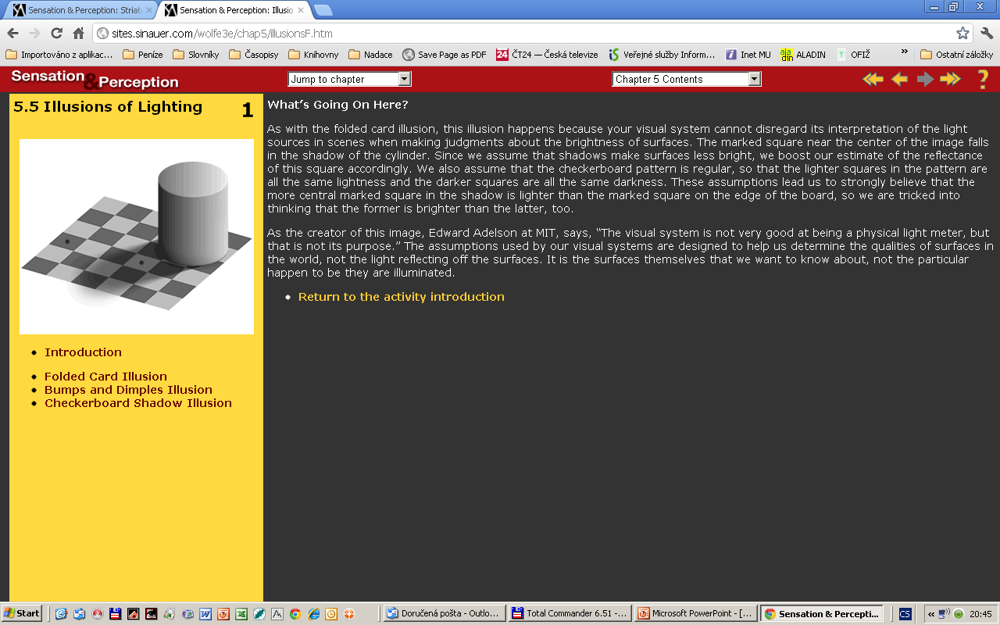 Sensation & Perception: Striat
Sensation & Perception: Illusio
sites.sinauer.com/wolfe3e/chap5/illusionsF.htm
Importováno z aplikac... Peníze Slovníky Časopisy Knihovny Nadace Save Page as PDF 24 ČT24 — Česká televize Veřejné služby Inform... Inet MU ALADIN OFIŽ » Ostatní záložky
Sensation & Perception
Jump to chapter
Chapter 5 Contents
?
5.5 Illusions of Lighting 1
Introduction
Folded Card Illusion
Bumps and Dimples Illusion
Checkerboard Shadow Illusion
What's Going On Here?
As with the folded card illusion, this illusion happens because your visual system cannot disregard its interpretation of the light
sources in scenes when making judgments about the brightness of surfaces. The marked square near the center of the image falls
in the shadow of the cylinder. Since we assume that shadows make surfaces less bright, we boost our estimate of the reflectance
of this square accordingly. We also assume that the checkerboard pattern is regular, so that the lighter squares in the pattern are
all the same lightness and the darker squares are all the same darkness. These assumptions lead us to strongly believe that the
more central marked square in the shadow is lighter than the marked square on the edge of the board, so we are tricked into
thinking that the former is brighter than the latter, too.
As the creator of this image, Edward Adelson at MIT, says, “The visual system is not very good at being a physical light meter, but
that is not its purpose.” The assumptions used by our visual systems are designed to help us determine the qualities of surfaces in
the world, not the light reflecting off the surfaces. It is the surfaces themselves that we want to know about, not the particular
happen to be they are illuminated.
Return to the activity introduction
Start
Doručená pošta - Outlo...
Total Commander 6.51 - ...
Microsoft PowerPoint - [...
Sensation & Percepti...
CS
« 20:45